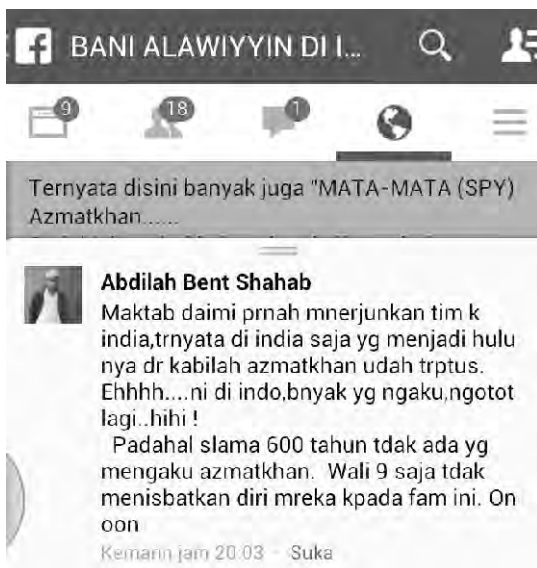 BANI ALAWIYYIN DI I...
9
18
1
Ternyata disini banyak juga "MATA-MATA (SPY)
Azmatkhan......
Abdilah Bent Shahab
Maktab daimi prnah mnerjunkan tim k
india,trnyata di india saja yg menjadi hulu
nya dr kabilah azmatkhan udah trptus.
Ehhhh....ni di indo,bnyak yg ngaku,ngotot
lagi..hihi !
Padahal slama 600 tahun tdak ada yg
mengaku azmatkhan. Wali 9 saja tdak
menisbatkan diri mreka kpada fam ini. On
oon
jam 20.03 · Suka